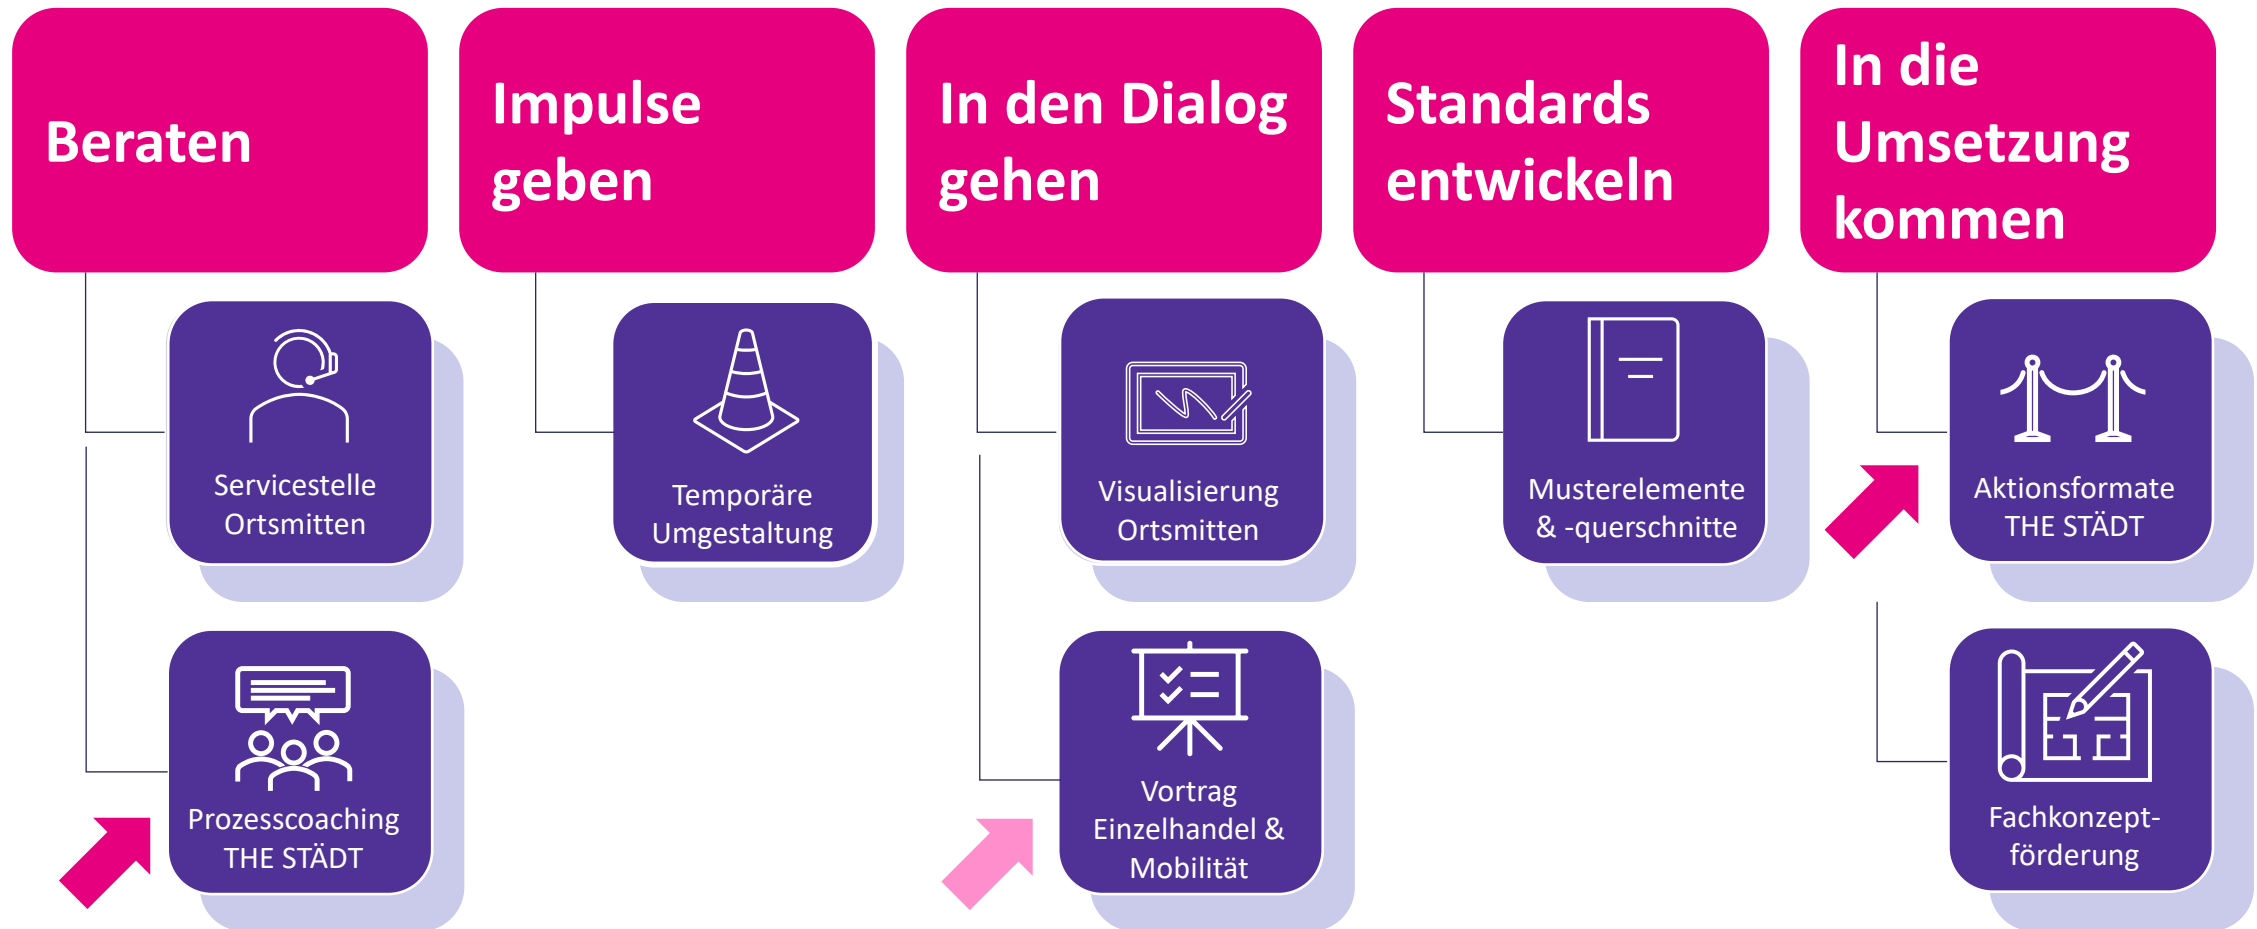 Beraten
Impulse
geben
In den Dialog
gehen
Standards
entwickeln
In die
Umsetzung
kommen
Servicestelle
Ortsmitten
Temporäre
Umgestaltung
Visualisierung
Ortsmitten
Musterelemente
& -querschnitte
Aktionsformate
THE STÄDT
Prozesscoaching
THE STÄDT
Vortrag
Einzelhandel &
Mobilität
Fachkonzept-
förderung